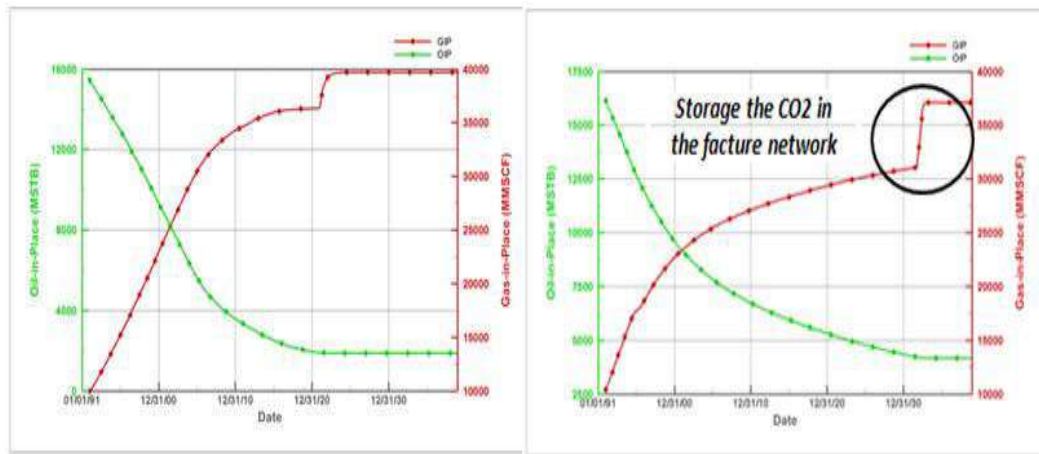 GIP
OIP
16000
12000
8000
4000
0
Oil-in-Place (MSTB)
40000
35000
30000
25000
20000
15000
10000
Gas-in-Place (MMSCF)
01/01/91 12/31/00 12/31/10 12/31/20 12/31/30
Date
GIP
OIP
17500
15000
12500
10000
7500
5000
2500
Oil-in-Place (MSTB)
Storage the CO2 in
the facture network
40000
35000
30000
25000
20000
15000
10000
Gas-in-Place (MMSCF)
01/01/91 12/31/00 12/31/10 12/31/20 12/31/30
Date